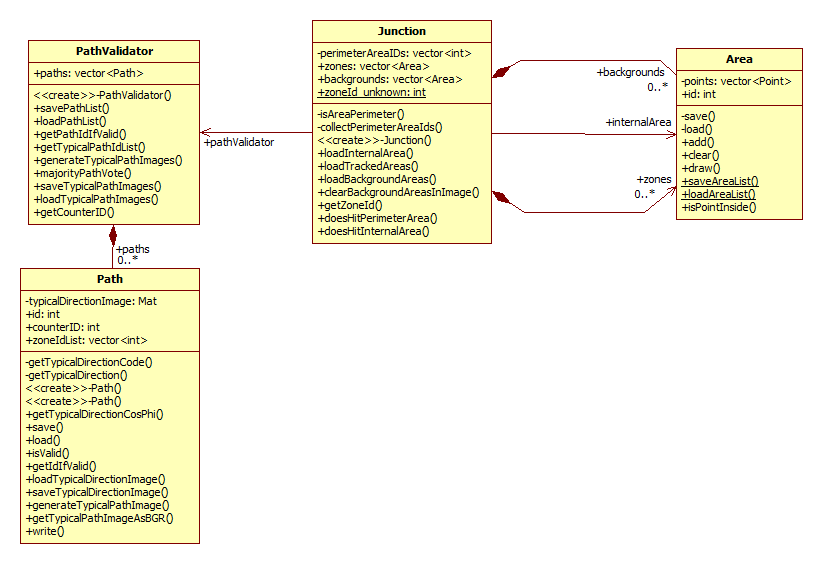 PathValidator
+paths: vector<Path>
<<create>>-PathValidator()
+savePathList()
+loadPathList()
+getPathIdIfValid()
+getTypicalPathIdList()
+generateTypicalPathImages()
+majorityPathVote()
+saveTypicalPathImages()
+loadTypicalPathImages()
+getCounterID()
+pathValidator
Junction
-perimeterAreaIDs: vector<int>
+zones: vector<Area>
+backgrounds: vector<Area>
+zoneId_unknown: int
-isAreaPerimeter()
-collectPerimeterAreaIds()
<<create>>-Junction()
+loadInternalArea()
+loadTrackedAreas()
+loadBackgroundAreas()
+clearBackgroundAreasInImage()
+getZoneId()
+doesHitPerimeterArea()
+doesHitInternalArea()
+backgrounds
0..*
+internalArea
+zones
0..*
Area
-points: vector<Point>
+id: int
-save()
-load()
+add()
+clear()
+draw()
+saveAreaList()
+loadAreaList()
+isPointInside()
+paths
0..*
Path
-typicalDirectionImage: Mat
+id: int
+counterID: int
+zoneIdList: vector<int>
-getTypicalDirectionCode()
-getTypicalDirection()
<<create>>-Path()
<<create>>-Path()
+getTypicalDirectionCosPhi()
+save()
+load()
+isValid()
+getIdIfValid()
+loadTypicalDirectionImage()
+saveTypicalDirectionImage()
+generateTypicalPathImage()
+getTypicalPathImageAsBGR()
+write()